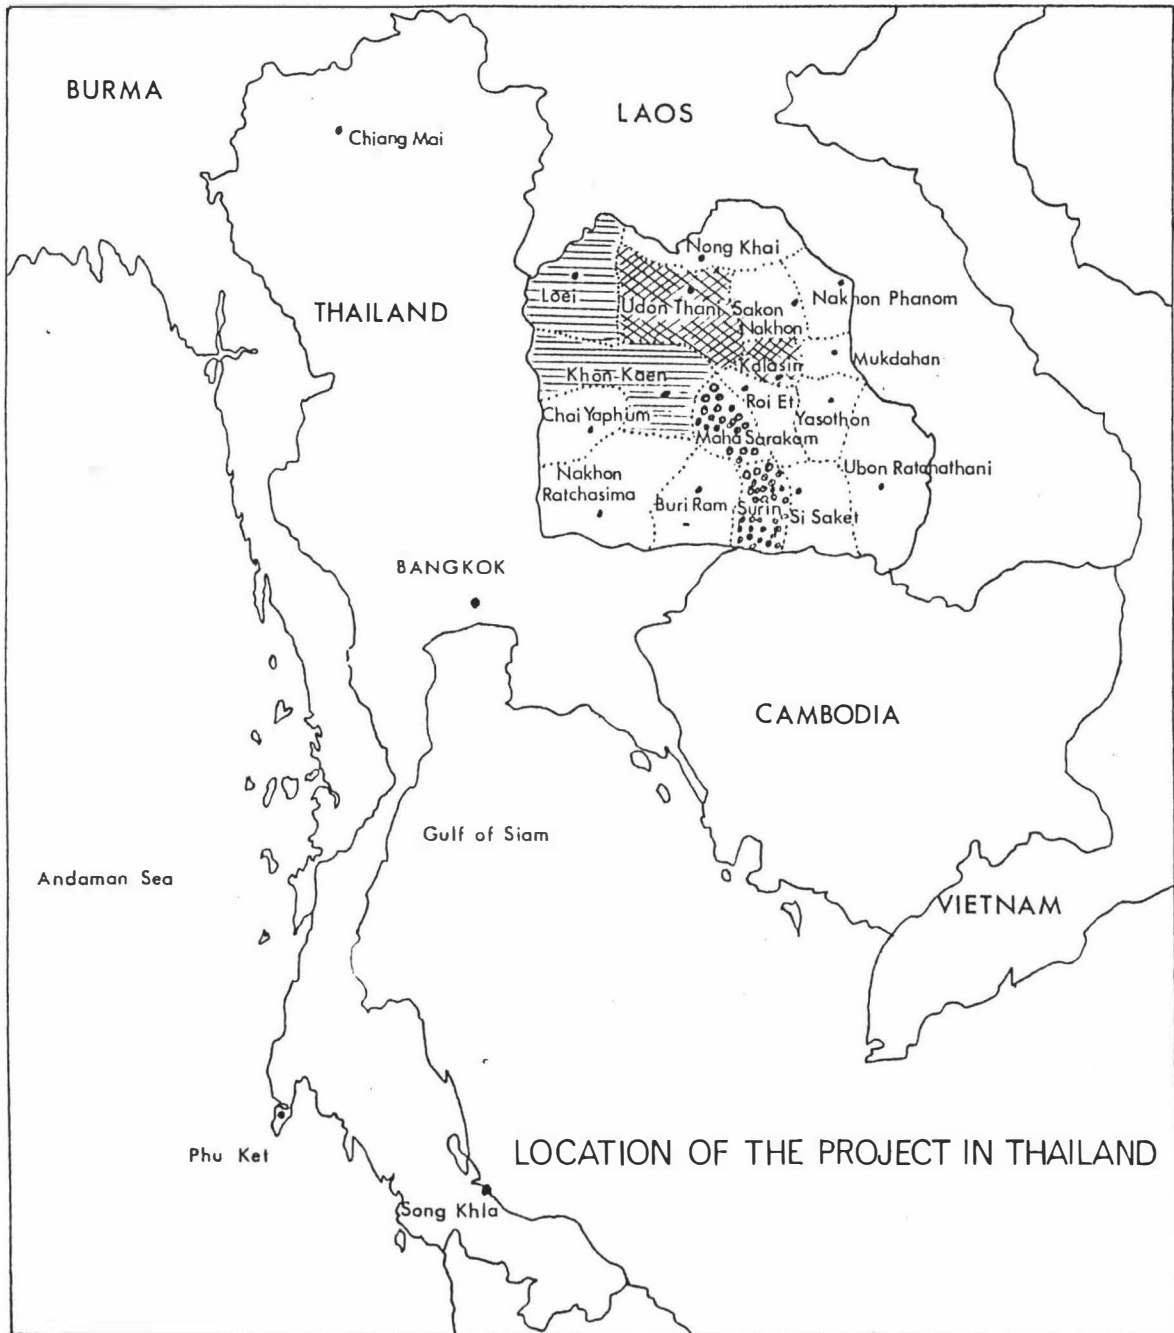 BURMA
LAOS
Chiang Mai
Nong Khai
Loei
Udon Thani
Sakon
Nakhon
Nakhon Phanom
THAILAND
Mukdahan
Kalasin
Khon-Kaen
Roi Et
Chai Yaphum
Yasothon
Maha Sarakam
Ubon Ratchathani
Nakhon
Ratchasima
Buri Ram
Surin
Si Saket
BANGKOK
CAMBODIA
Gulf of Siam
Andaman Sea
VIETNAM
LOCATION OF THE PROJECT IN THAILAND
Phu Ket
Song Khla